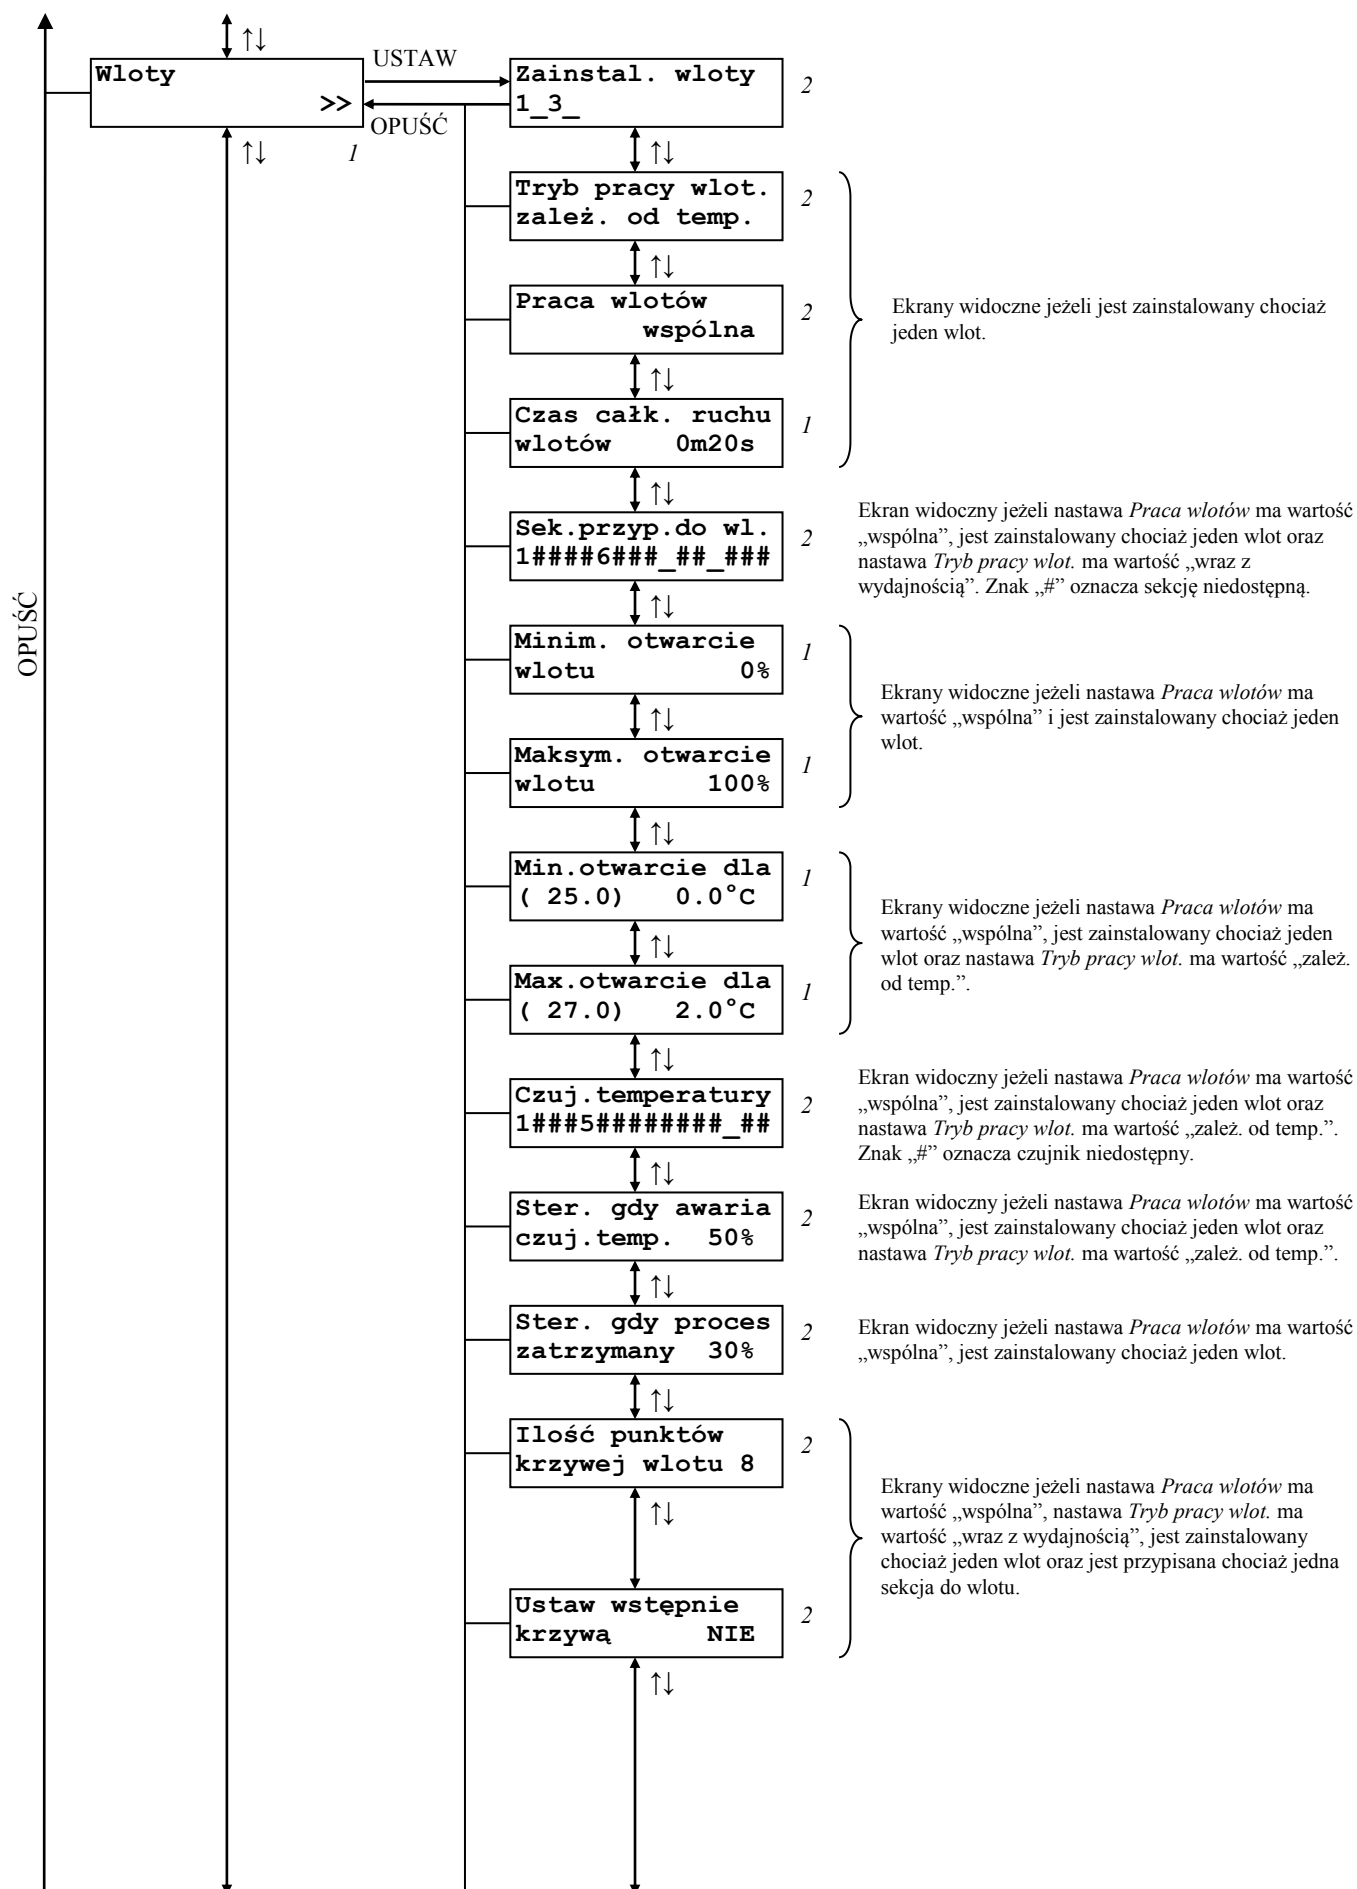 ↑↓
Wloty
>>
USTAW
OPUŚĆ
↑↓
1
OPUŚĆ
Zainstal. wloty
1_3_
2
↑↓
Tryb pracy wlot.
zależ. od temp.
2
↑↓
Praca wlotów
wspólna
2
↑↓
Czas całk. ruchu
wlotów 0m20s
1
Ekrany widoczne jeżeli jest zainstalowany chociaż
jeden wlot.
↑↓
Sek.przyp.do wl.
1####6###_##_###
2
Ekran widoczny jeżeli nastawa Praca wlotów ma wartość
„wspólna”, jest zainstalowany chociaż jeden wlot oraz
nastawa Tryb pracy wlot. ma wartość „wraz z
wydajnością”. Znak „#” oznacza sekcję niedostępną.
↑↓
Minim. otwarcie
wlotu 0%
1
↑↓
Maksym. otwarcie
wlotu 100%
1
Ekrany widoczne jeżeli nastawa Praca wlotów ma
wartość „wspólna” i jest zainstalowany chociaż jeden
wlot.
↑↓
Min.otwarcie dla
( 25.0) 0.0°C
1
↑↓
Max.otwarcie dla
( 27.0) 2.0°C
1
Ekrany widoczne jeżeli nastawa Praca wlotów ma
wartość „wspólna”, jest zainstalowany chociaż jeden
wlot oraz nastawa Tryb pracy wlot. ma wartość „zależ.
od temp.”.
↑↓
Czuj.temperatury
1###5########_##
2
Ekran widoczny jeżeli nastawa Praca wlotów ma wartość
„wspólna”, jest zainstalowany chociaż jeden wlot oraz
nastawa Tryb pracy wlot. ma wartość „zależ. od temp.”.
Znak „#” oznacza czujnik niedostępny.
↑↓
Ster. gdy awaria
czuj.temp. 50%
2
Ekran widoczny jeżeli nastawa Praca wlotów ma wartość
„wspólna”, jest zainstalowany chociaż jeden wlot oraz
nastawa Tryb pracy wlot. ma wartość „zależ. od temp.”.
↑↓
Ster. gdy proces
zatrzymany 30%
2
Ekran widoczny jeżeli nastawa Praca wlotów ma wartość
„wspólna”, jest zainstalowany chociaż jeden wlot.
↑↓
Ilość punktów
krzywej wlotu 8
2
↑↓
Ustaw wstępnie
krzywą NIE
2
Ekrany widoczne jeżeli nastawa Praca wlotów ma
wartość „wspólna”, nastawa Tryb pracy wlot. ma
wartość „wraz z wydajnością”, jest zainstalowany
chociaż jeden wlot oraz jest przypisana chociaż jedna
sekcja do wlotu.
↑↓